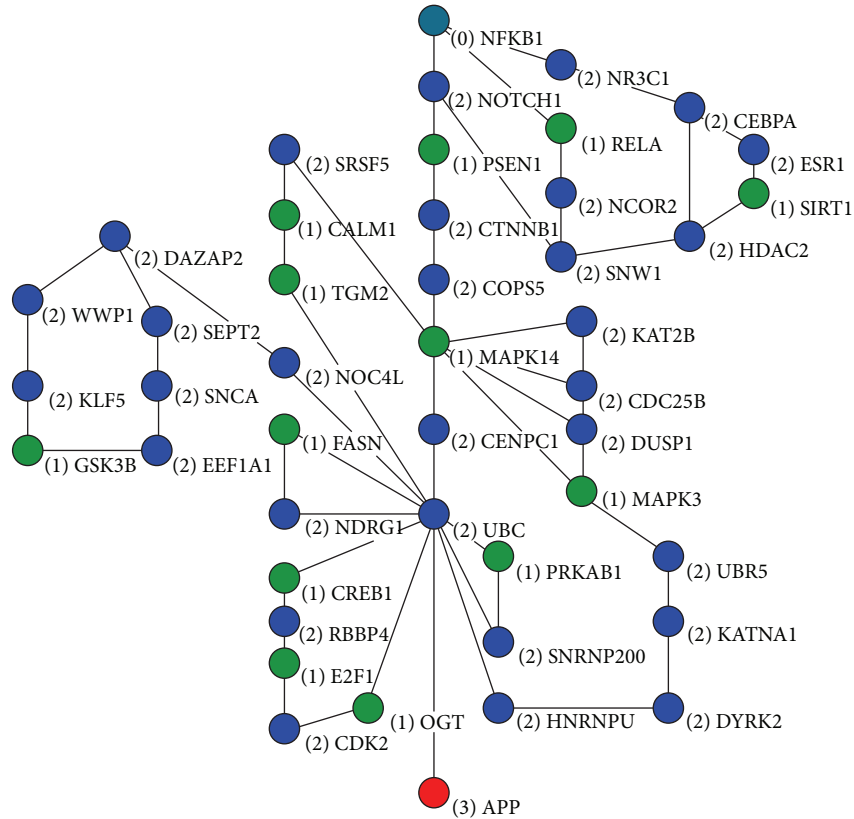 (0) NFKB1
(2) NR3C1
(2) NOTCH1
(2) CEBPA
(1) RELA
(2) SRSF5
(1) PSEN1
(2) ESR1
(1) SIRT1
(2) NCOR2
(1) CALM1
(2) CTNNB1
(2) HDAC2
(2) DAZAP2
(2) SNW1
(1) TGM2
(2) COPS5
(2) WWP1
(2) SEPT2
(2) KAT2B
(1) MAPK14
(2) NOC4L
(2) KLF5
(2) SNCA
(2) CDC25B
(1) FASN
(2) CENPC1
(2) DUSP1
(1) GSK3B
(2) EEF1A1
(1) MAPK3
(2) NDRG1
(2) UBC
(1) PRKAB1
(2) UBR5
(1) CREB1
(2) RBBP4
(2) KATNA1
(2) SNRNP200
(1) E2F1
(1) OGT
(2) HNRNPU
(2) DYRK2
(2) CDK2
(3) APP